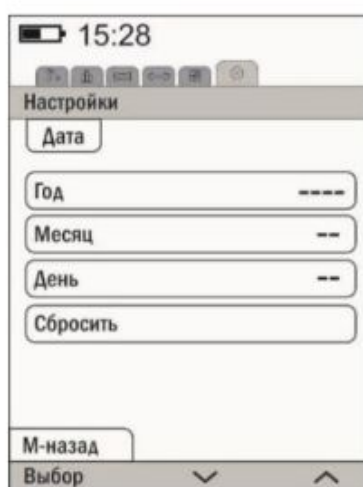 15:28
Настройки
Дата
Год ----
Месяц --
День --
Сбросить
М-назад
Выбор